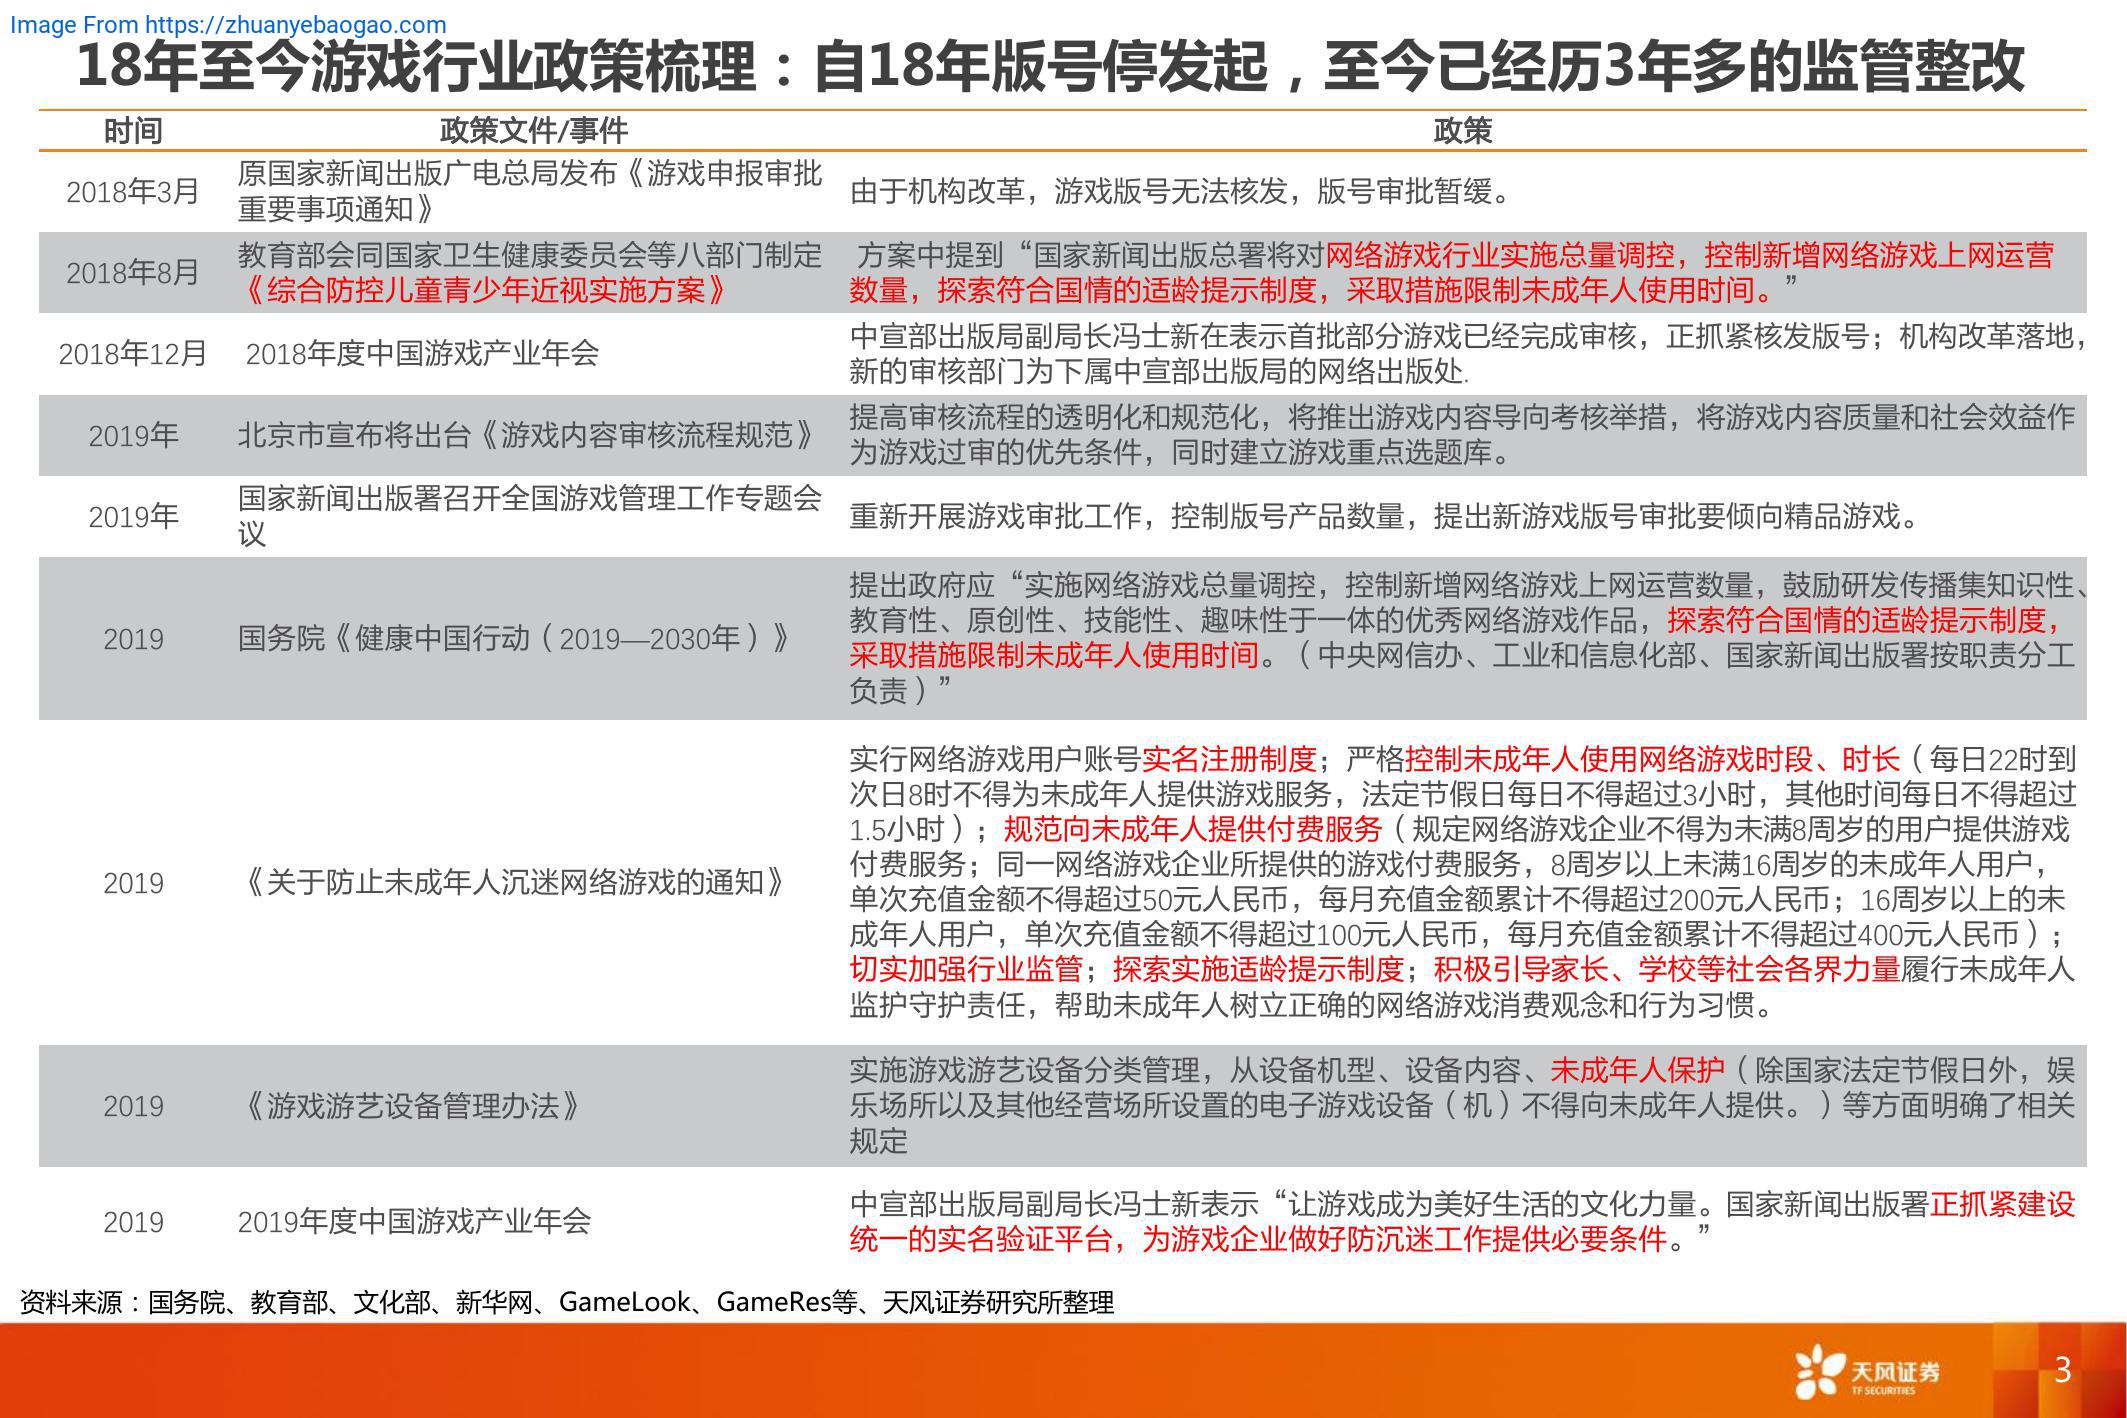 Image From https://zhuanyebaogao.com
18年至今游戏行业政策梳理：自18年版号停发起，至今已经历3年多的监管整改
时间 政策文件/事件 政策
2018年3月
原国家新闻出版广电总局发布《游戏申报审批
重要事项通知》
由于机构改革，游戏版号无法核发，版号审批暂缓。
2018年8月
教育部会同国家卫生健康委员会等八部门制定
《综合防控儿童青少年近视实施方案》
方案中提到“国家新闻出版总署将对网络游戏行业实施总量调控，控制新增网络游戏上网运营
数量，探索符合国情的适龄提示制度，采取措施限制未成年人使用时间。”
2018年12月
2018年度中国游戏产业年会
中宣部出版局副局长冯士新在表示首批部分游戏已经完成审核，正抓紧核发版号；机构改革落地，
新的审核部门为下属中宣部出版局的网络出版处.
2019年
北京市宣布将出台《游戏内容审核流程规范》
提高审核流程的透明化和规范化，将推出游戏内容导向考核举措，将游戏内容质量和社会效益作
为游戏过审的优先条件，同时建立游戏重点选题库。
2019年
国家新闻出版署召开全国游戏管理工作专题会
议
重新开展游戏审批工作，控制版号产品数量，提出新游戏版号审批要倾向精品游戏。
2019
国务院《健康中国行动（2019—2030年）》
提出政府应“实施网络游戏总量调控，控制新增网络游戏上网运营数量，鼓励研发传播集知识性、
教育性、原创性、技能性、趣味性于一体的优秀网络游戏作品，探索符合国情的适龄提示制度，
采取措施限制未成年人使用时间。（中央网信办、工业和信息化部、国家新闻出版署按职责分工
负责）”
2019
《关于防止未成年人沉迷网络游戏的通知》
实行网络游戏用户账号实名注册制度；严格控制未成年人使用网络游戏时段、时长（每日22时到
次日8时不得为未成年人提供游戏服务，法定节假日每日不得超过3小时，其他时间每日不得超过
1.5小时）；规范向未成年人提供付费服务（规定网络游戏企业不得为未满8周岁的用户提供游戏
付费服务；同一网络游戏企业所提供的游戏付费服务，8周岁以上未满16周岁的未成年人用户，
单次充值金额不得超过50元人民币，每月充值金额累计不得超过200元人民币；16周岁以上的未
成年人用户，单次充值金额不得超过100元人民币，每月充值金额累计不得超过400元人民币）；
切实加强行业监管；探索实施适龄提示制度；积极引导家长、学校等社会各界力量履行未成年人
监护守护责任，帮助未成年人树立正确的网络游戏消费观念和行为习惯。
2019
《游戏游艺设备管理办法》
实施游戏游艺设备分类管理，从设备机型、设备内容、未成年人保护（除国家法定节假日外，娱
乐场所以及其他经营场所设置的电子游戏设备（机）不得向未成年人提供。）等方面明确了相关
规定
2019
2019年度中国游戏产业年会
中宣部出版局副局长冯士新表示“让游戏成为美好生活的文化力量。国家新闻出版署正抓紧建设
统一的实名验证平台，为游戏企业做好防沉迷工作提供必要条件。”
资料来源：国务院、教育部、文化部、新华网、GameLook、GameRes等、天风证券研究所整理
天风证券
TF SECURITIES
3